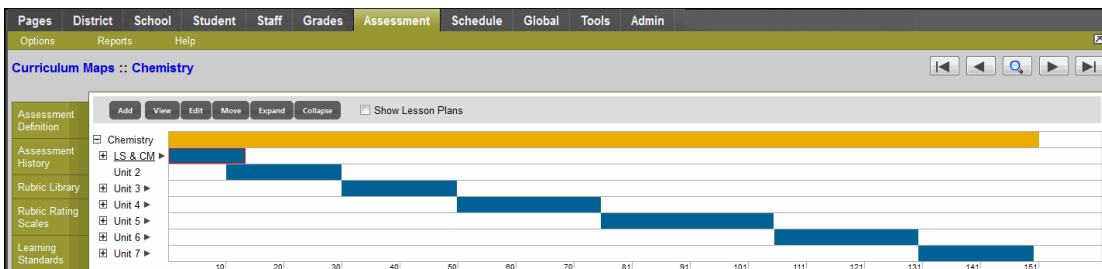 Pages District School Student Staff Grades Assessment Schedule Global Tools Admin
Options Reports Help
Curriculum Maps :: Chemistry
Assessment Definition
Assessment History
Rubric Library
Rubric Rating Scales
Learning Standards
Add View Edit Move Expand Collapse Show Lesson Plans
Chemistry
LS & CM
Unit 2
Unit 3
Unit 4
Unit 5
Unit 6
Unit 7
10 20 30 40 50 60 70 81 91 101 111 121 131 141 151